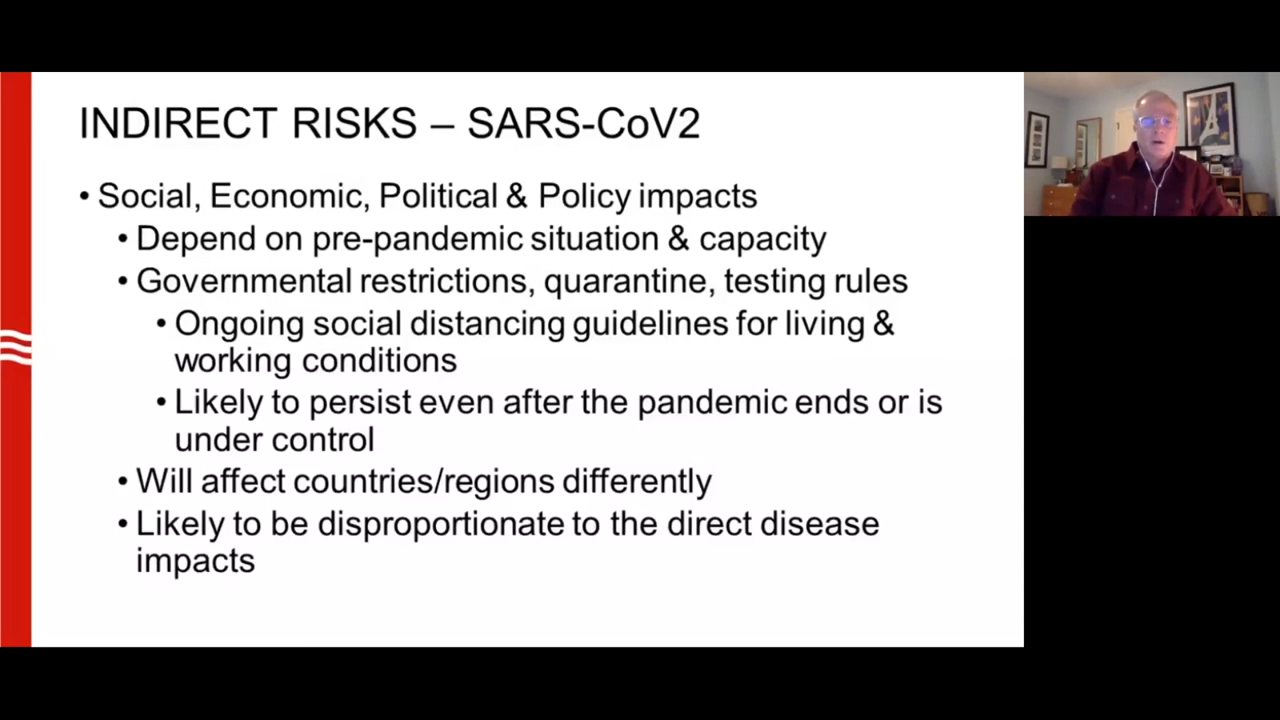 INDIRECT RISKS – SARS-CoV2
• Social, Economic, Political & Policy impacts
• Depend on pre-pandemic situation & capacity
• Governmental restrictions, quarantine, testing rules
• Ongoing social distancing guidelines for living &
working conditions
• Likely to persist even after the pandemic ends or is
under control
• Will affect countries/regions differently
• Likely to be disproportionate to the direct disease
impacts